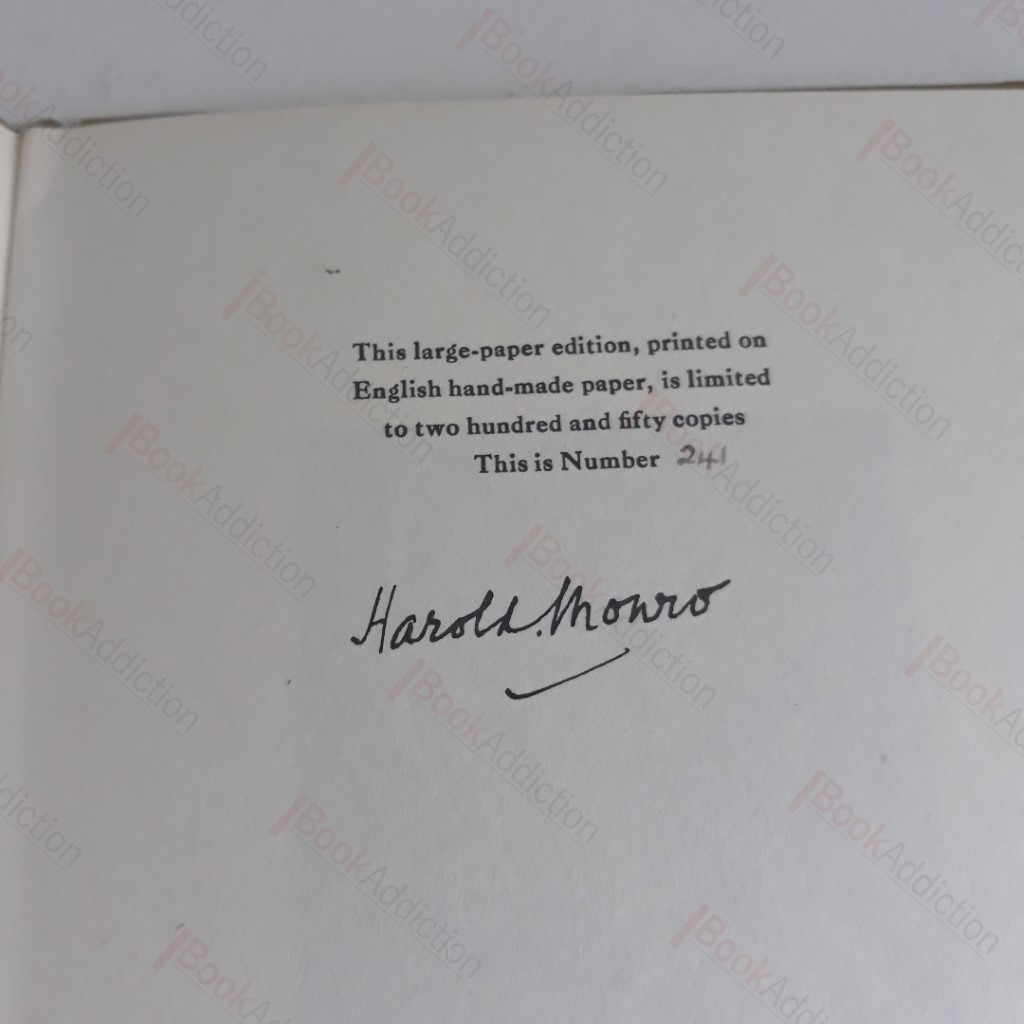 This large-paper edition, printed on
English hand-made paper, is limited
to two hundred and fifty copies
This is Number 241
Harold Monro
BookAddiction